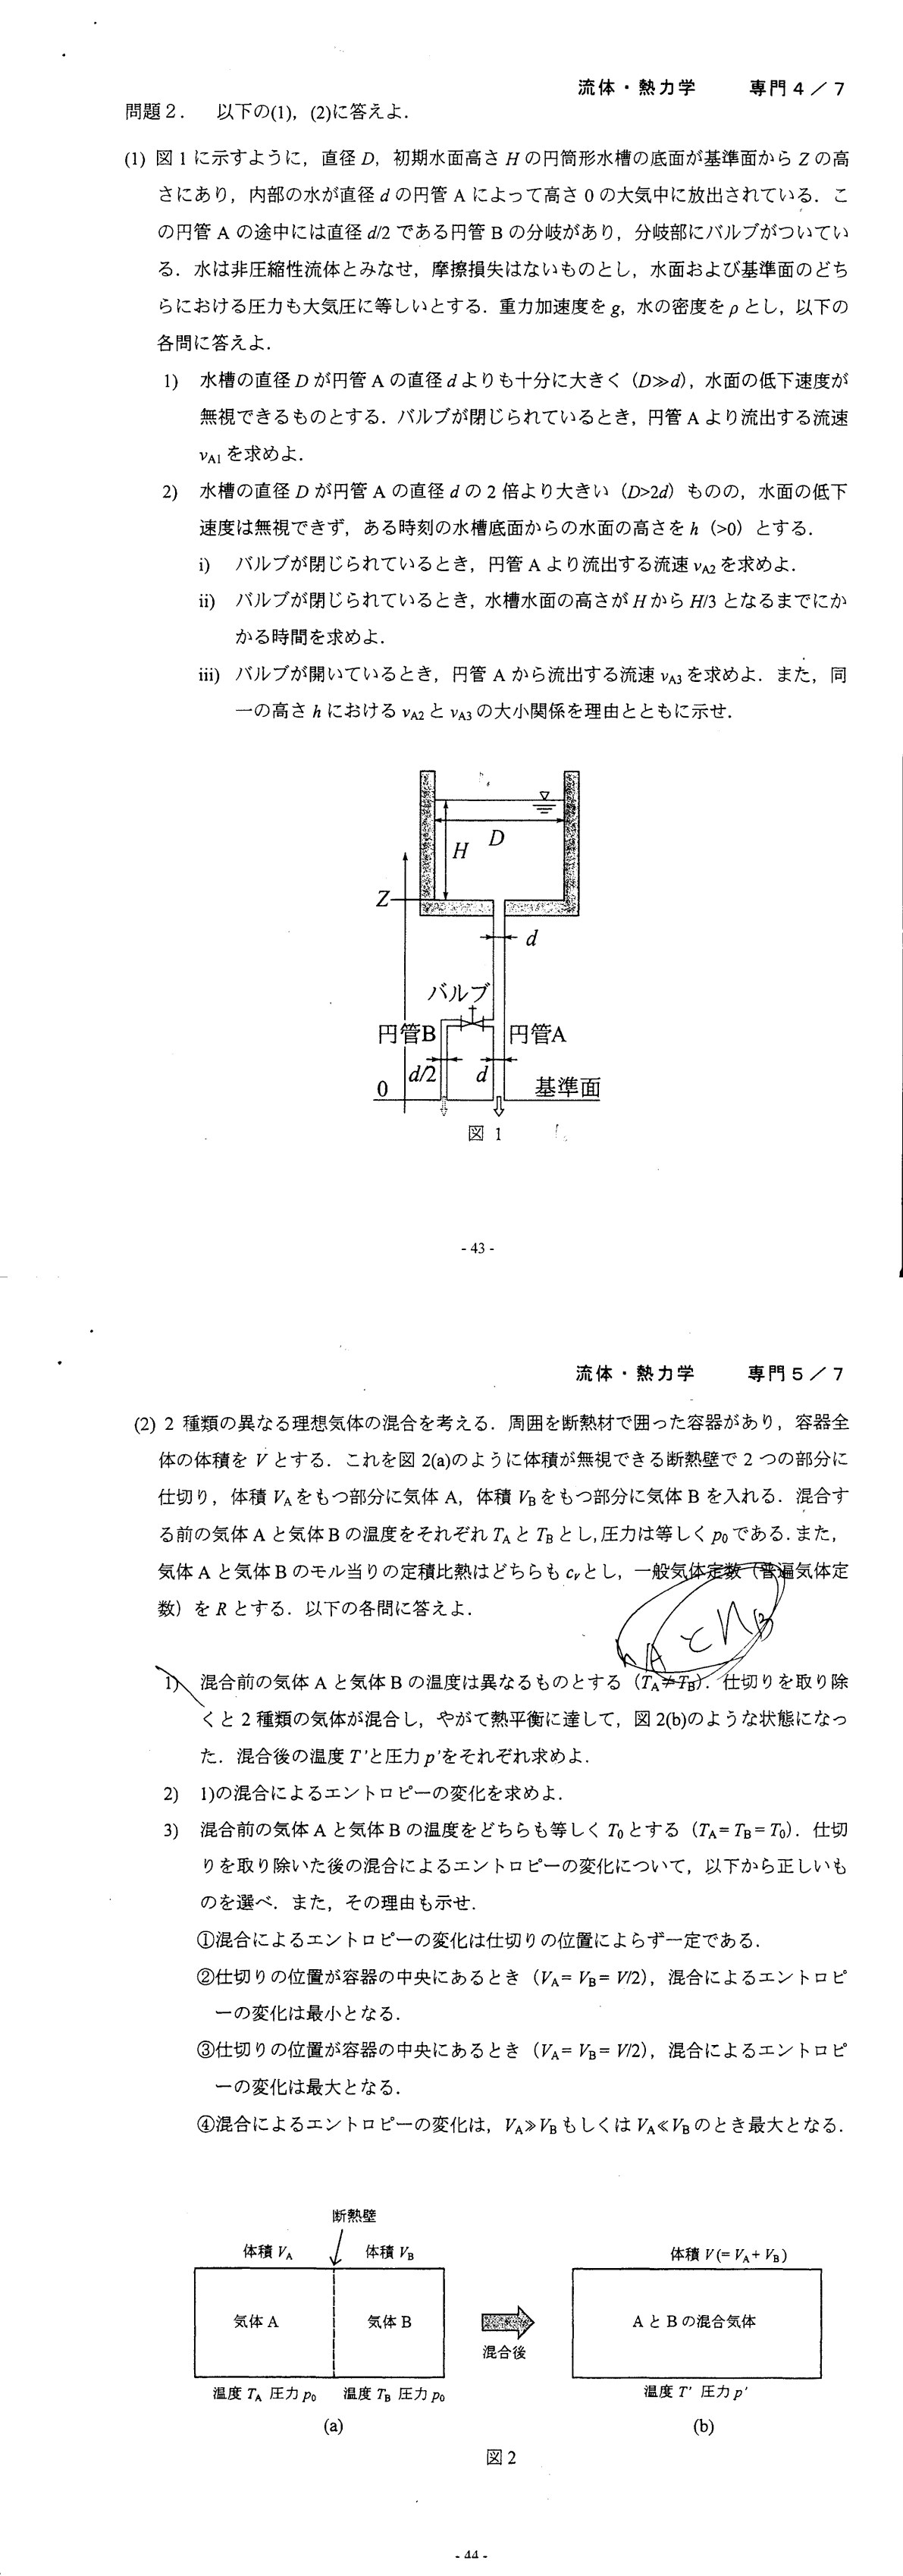 流体・熱力学 専門４／７
問題２． 以下の(1)，(2)に答えよ．
(1) 図１に示すように，直径 D，初期水面高さ H の円筒形水槽の底面が基準面から Z の高
さにあり，内部の水が直径 d の円管 A によって高さ 0 の大気中に放出されている．こ
の円管 A の途中には直径 d/2 である円管 B の分岐があり，分岐部にバルブがついてい
る．水は非圧縮性流体とみなせ，摩擦損失はないものとし，水面および基準面のどち
らにおける圧力も大気圧に等しいとする．重力加速度を g，水の密度を ρ とし，以下の
各問に答えよ．
1) 水槽の直径 D が円管 A の直径 d よりも十分に大きく（D≫d），水面の低下速度が
無視できるものとする．バルブが閉じられているとき，円管 A より流出する流速
vA1 を求めよ．
2) 水槽の直径 D が円管 A の直径 d の 2 倍より大きい（D>2d）ものの，水面の低下
速度は無視できず，ある時刻の水槽底面からの水面の高さを h（>0）とする．
i) バルブが閉じられているとき，円管 A より流出する流速 vA2 を求めよ．
ii) バルブが閉じられているとき，水槽水面の高さが H から H/3 となるまでにか
かる時間を求めよ．
iii) バルブが開いているとき，円管 A から流出する流速 vA3 を求めよ．また，同
一の高さ h における vA2 と vA3 の大小関係を理由とともに示せ．
D
H
Z
d
バルブ
円管B 円管A
d/2 d
0 基準面
図 1
- 43 -
流体・熱力学 専門５／７
(2) 2 種類の異なる理想気体の混合を考える．周囲を断熱材で囲った容器があり，容器全
体の体積を V とする．これを図 2(a)のように体積が無視できる断熱壁で 2 つの部分に
仕切り，体積 VA をもつ部分に気体 A，体積 VB をもつ部分に気体 B を入れる．混合す
る前の気体 A と気体 B の温度をそれぞれ TA と TB とし，圧力は等しく p0 である．また，
気体 A と気体 B のモル当りの定積比熱はどちらも cv とし，一般気体定数（普遍気体定
数）を R とする．以下の各問に答えよ．
nA と nB
1) 混合前の気体 A と気体 B の温度は異なるものとする（TA≠TB）．仕切りを取り除
くと 2 種類の気体が混合し，やがて熱平衡に達して，図 2(b)のような状態になっ
た．混合後の温度 T'と圧力 p'をそれぞれ求めよ．
2) 1)の混合によるエントロピーの変化を求めよ．
3) 混合前の気体 A と気体 B の温度をどちらも等しく T0 とする（TA = TB = T0）．仕切
りを取り除いた後の混合によるエントロピーの変化について，以下から正しいも
のを選べ．また，その理由も示せ．
①混合によるエントロピーの変化は仕切りの位置によらず一定である．
②仕切りの位置が容器の中央にあるとき（VA = VB = V/2），混合によるエントロピ
ーの変化は最小となる．
③仕切りの位置が容器の中央にあるとき（VA = VB = V/2），混合によるエントロピ
ーの変化は最大となる．
④混合によるエントロピーの変化は，VA≫VB もしくは VA≪VB のとき最大となる．
断熱壁
体積 VA 体積 VB 体積 V (= VA + VB)
気体 A 気体 B A と B の混合気体
混合後
温度 TA 圧力 p0 温度 TB 圧力 p0 温度 T' 圧力 p'
(a) (b)
図 2
- 44 -